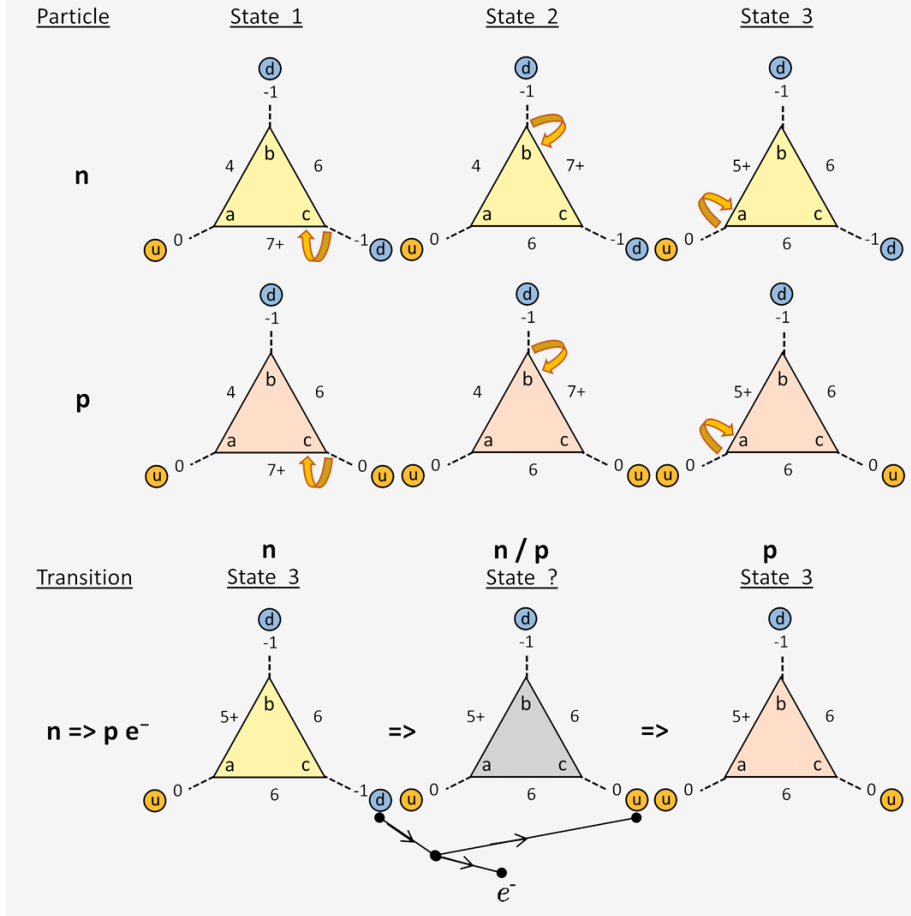 Particle State 1 State 2 State 3
d d d
-1 -1 -1
b b b
4 6 4 7+ 5+ 6
n
a c a c a c
0 -1 0 -1 0 -1
u 7+ d u 6 d u 6 d
d d d
-1 -1 -1
b b b
4 6 4 7+ 5+ 6
p
a c a c a c
0 0 0 0 0 0
u 7+ u u 6 u u 6 u
n n / p p
Transition State 3 State ? State 3
d d d
-1 -1 -1
b b b
5+ 6 5+ 6 5+ 6
n => p e⁻ => =>
a c a c a c
0 -1 0 0 0 0
u 6 d u 6 u u 6 u
e⁻